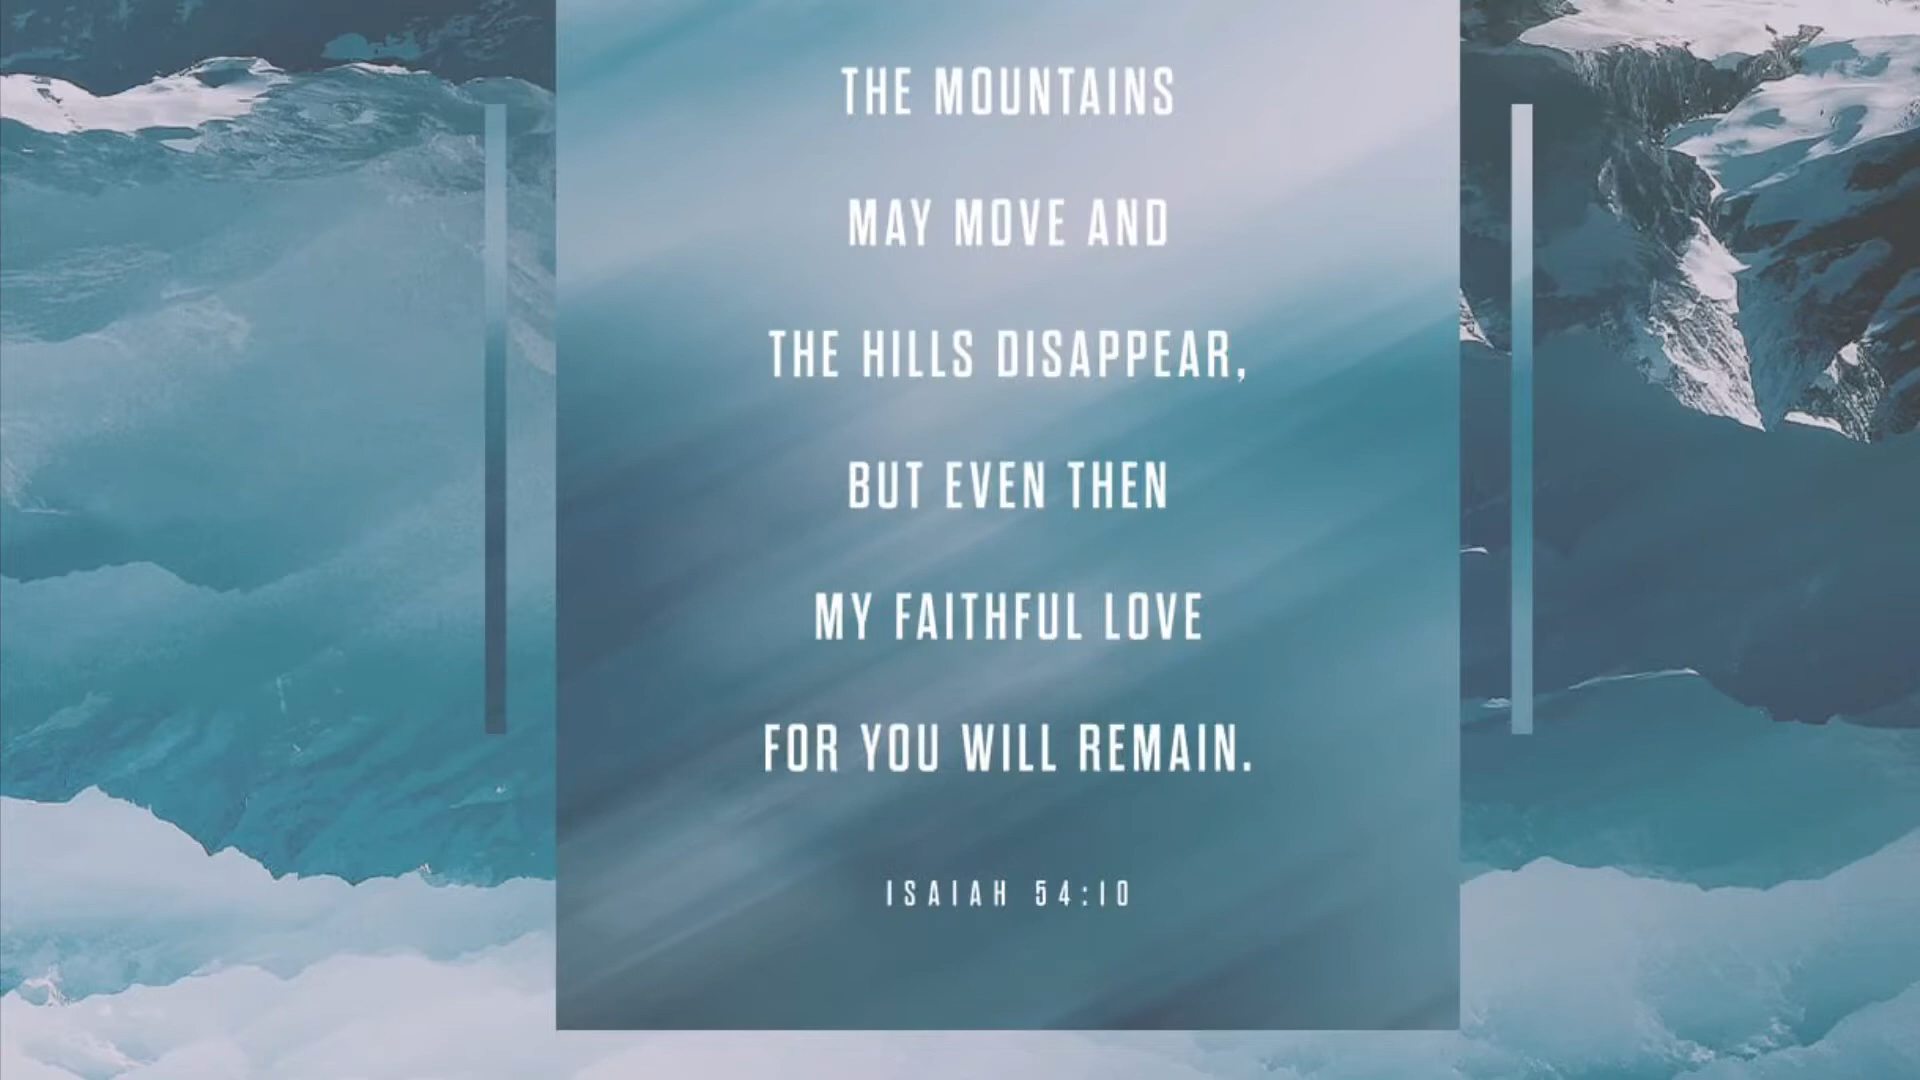 THE MOUNTAINS
MAY MOVE AND
THE HILLS DISAPPEAR,
BUT EVEN THEN
MY FAITHFUL LOVE
FOR YOU WILL REMAIN.
ISAIAH 54:10